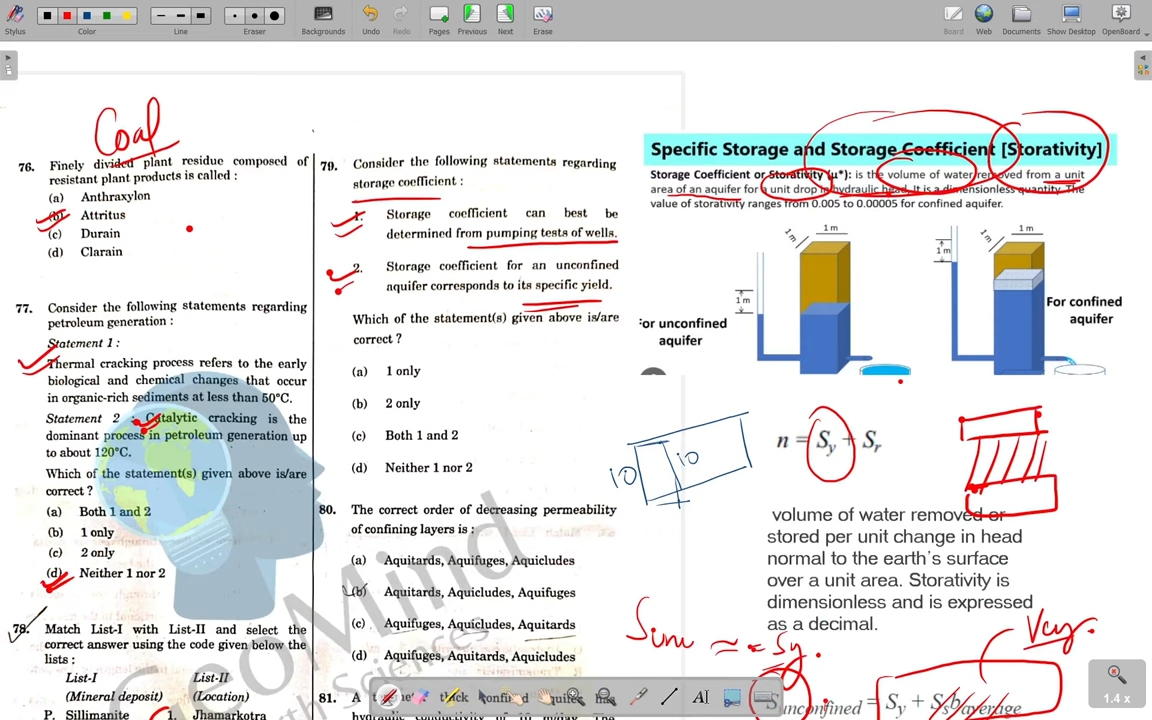 Stylus
Color
Line
Eraser
Backgrounds
Undo
Redo
Pages
Previous
Next
Erase
Board
Web
Documents
Show Desktop
OpenBoard
Coal
76. Finely divided plant residue composed of
resistant plant products is called :
(a) Anthraxylon
(b) Attritus
(c) Durain
(d) Clarain
77. Consider the following statements regarding
petroleum generation :
Statement 1 :
Thermal cracking process refers to the early
biological and chemical changes that occur
in organic-rich sediments at less than 50°C.
Statement 2 : Catalytic cracking is the
dominant process in petroleum generation up
to about 120°C.
Which of the statement(s) given above is/are
correct ?
(a) Both 1 and 2
(b) 1 only
(c) 2 only
(d) Neither 1 nor 2
78. Match List-I with List-II and select the
correct answer using the code given below the
lists :
List-I List-II
(Mineral deposit) (Location)
P. Sillimanite 1. Jhamarkotra
79. Consider the following statements regarding
storage coefficient :
1. Storage coefficient can best be
determined from pumping tests of wells.
2. Storage coefficient for an unconfined
aquifer corresponds to its specific yield.
Which of the statement(s) given above is/are
correct ?
(a) 1 only
(b) 2 only
(c) Both 1 and 2
(d) Neither 1 nor 2
80. The correct order of decreasing permeability
of confining layers is :
(a) Aquitards, Aquifuges, Aquicludes
(b) Aquitards, Aquicludes, Aquifuges
(c) Aquifuges, Aquicludes, Aquitards
(d) Aquifuges, Aquitards, Aquicludes
81. A thick confined has
GeoMind
Earth Sciences
Specific Storage and Storage Coefficient [Storativity]
Storage Coefficient or Storativity (μ*): is the volume of water removed from a unit
area of an aquifer for a unit drop in hydraulic head. It is a dimensionless quantity. The
value of storativity ranges from 0.005 to 0.00005 for confined aquifer.
1 m
1 m
1 m
1 m
1 m
1 m
For unconfined
aquifer
For confined
aquifer
n = Sy + Sr
10
10
volume of water removed or
stored per unit change in head
normal to the earth's surface
over a unit area. Storativity is
dimensionless and is expressed
as a decimal.
Sy.
Very.
S unconfined = Sy + Ss b average
1.4 x